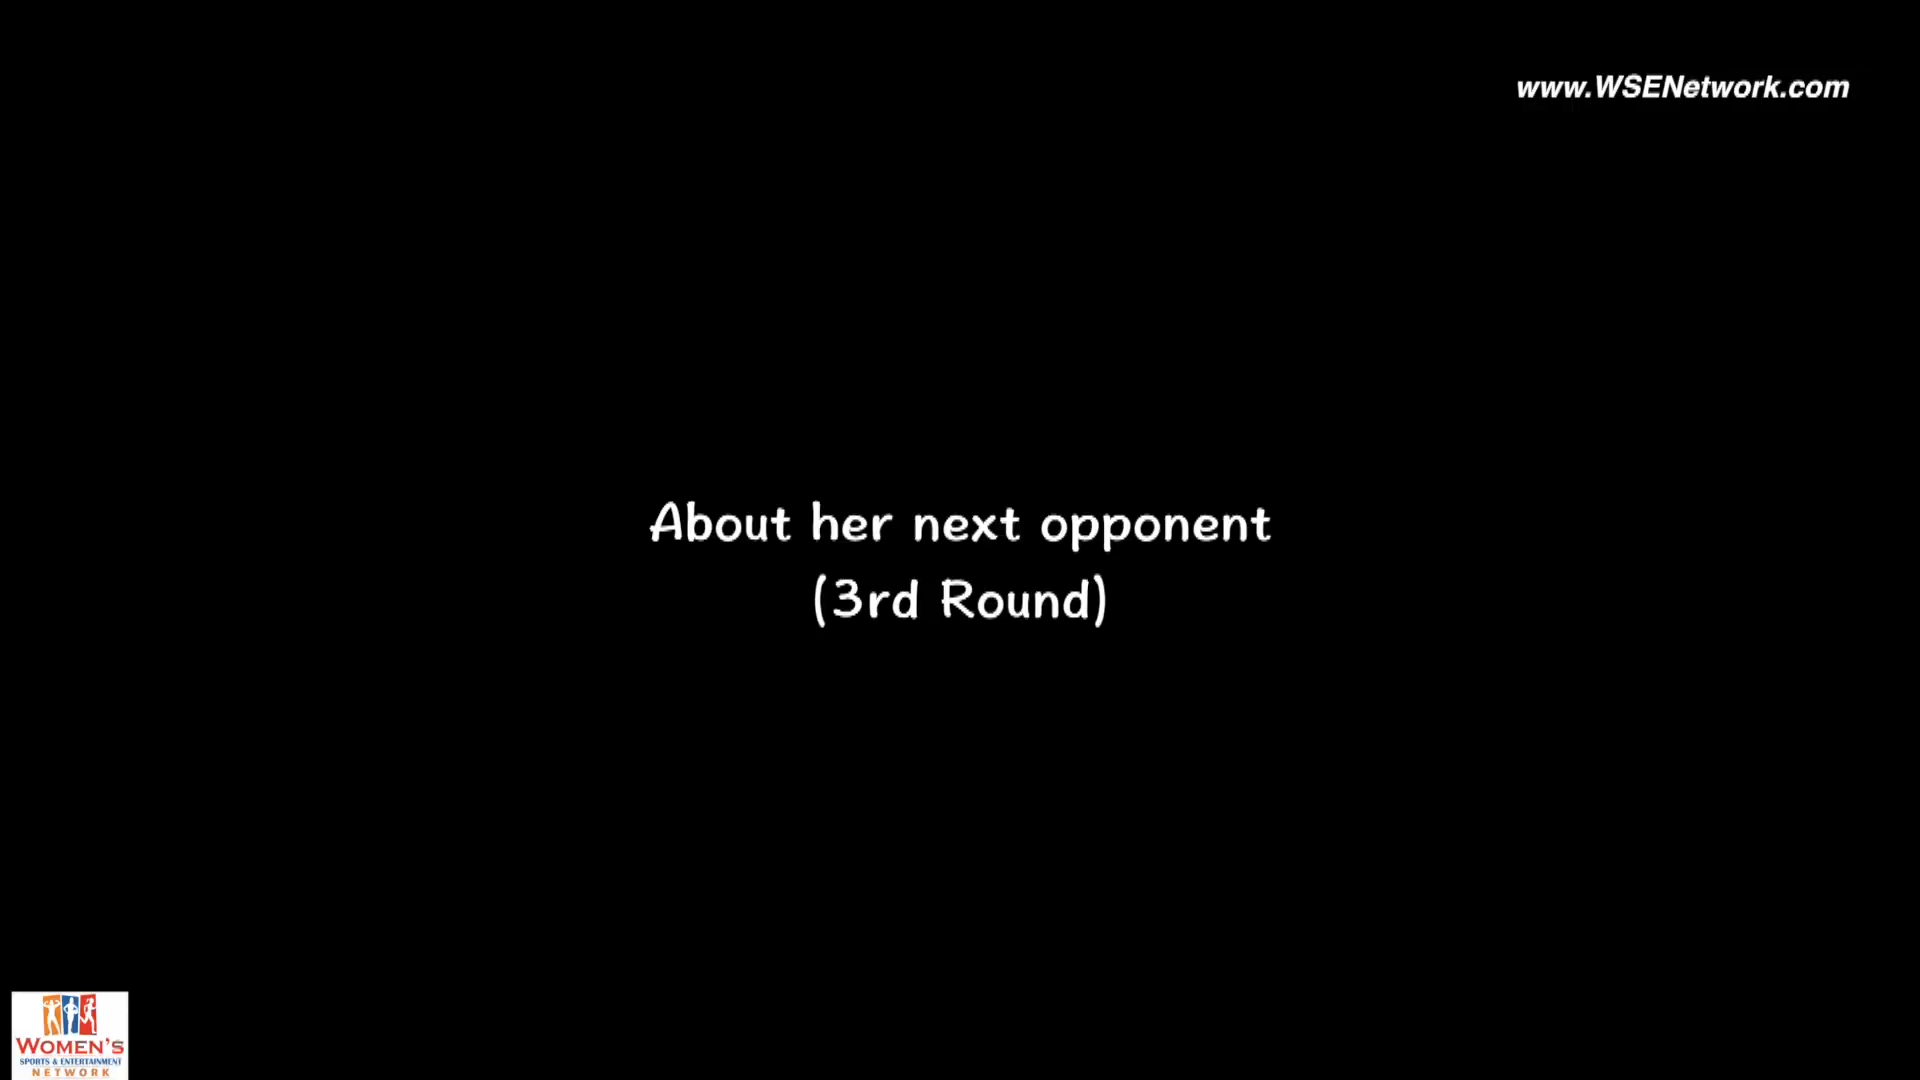 www.WSENetwork.com
About her next opponent
(3rd Round)
WOMEN'S
SPORTS & ENTERTAINMENT
NETWORK